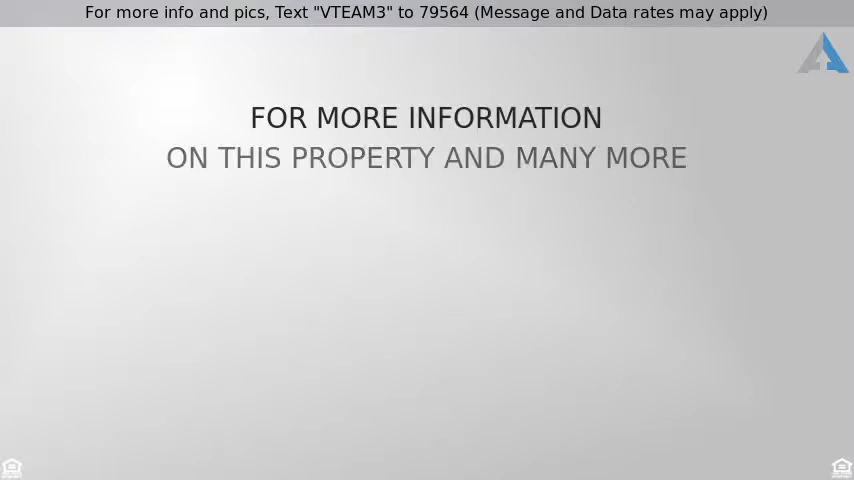 For more info and pics, Text "VTEAM3" to 79564 (Message and Data rates may apply)
FOR MORE INFORMATION
ON THIS PROPERTY AND MANY MORE